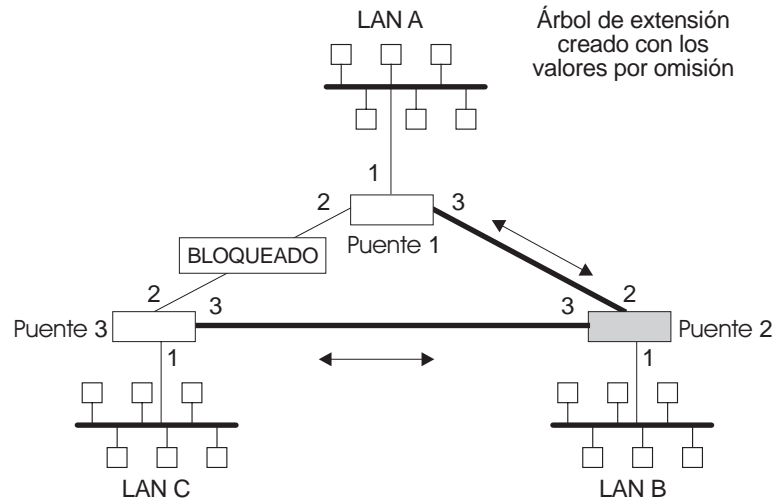 LAN A
Árbol de extensión
creado con los
valores por omisión
1
2
3
Puente 1
BLOQUEADO
2
3
3
2
Puente 3
Puente 2
1
1
LAN C
LAN B